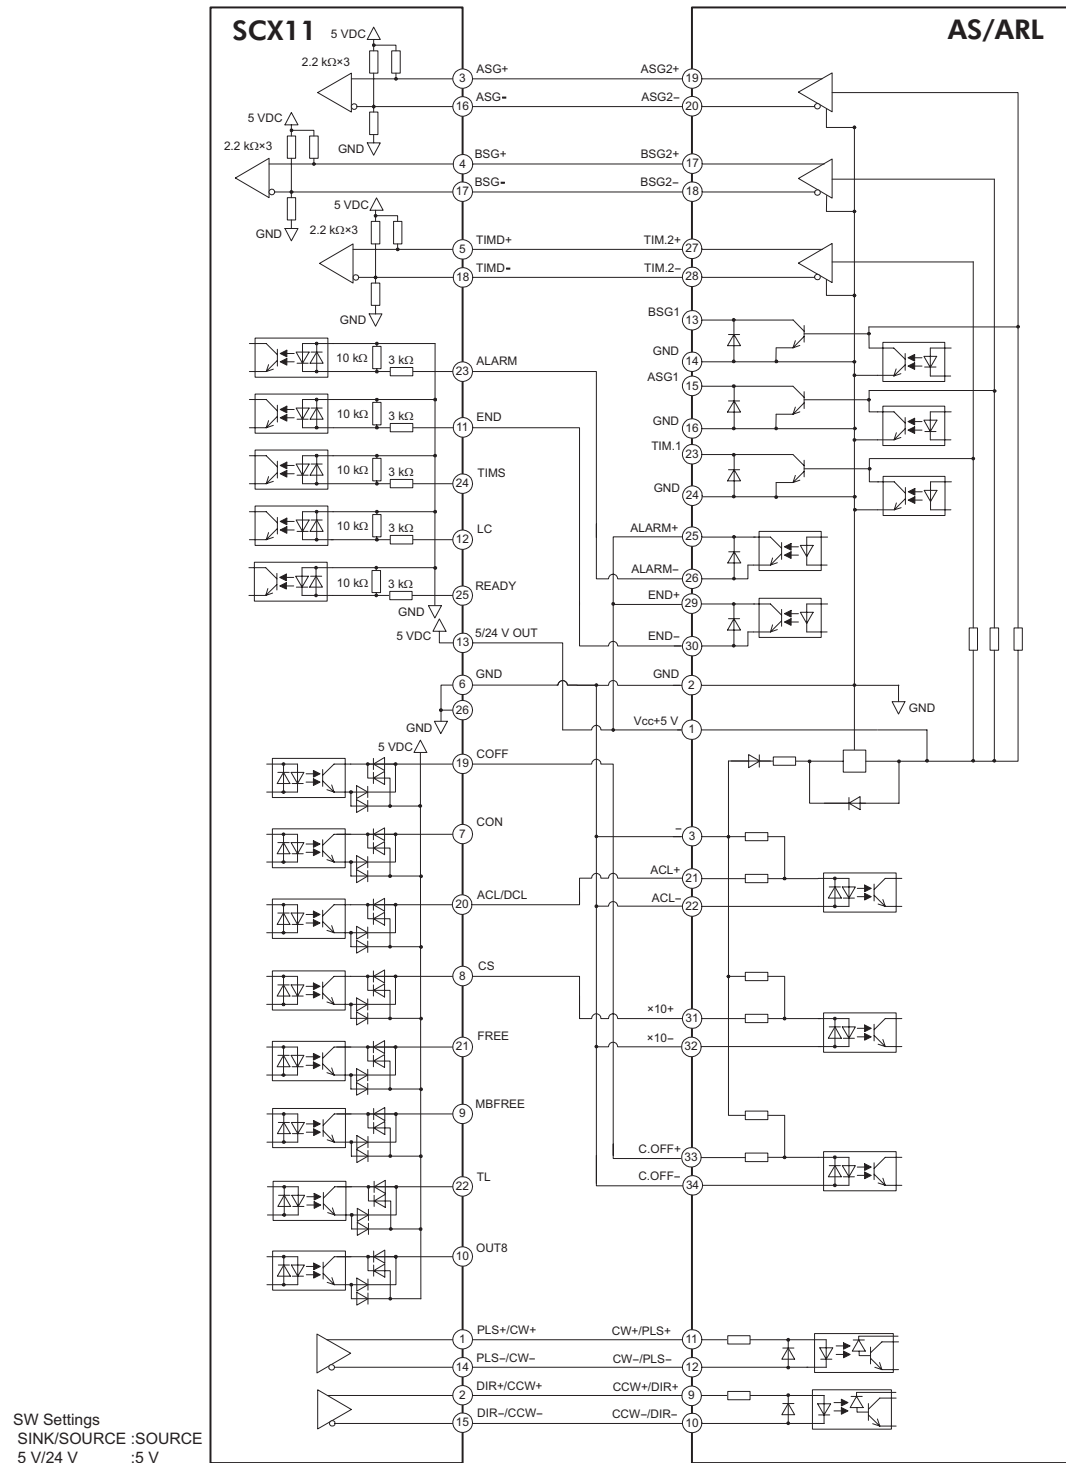 SCX11
AS/ARL
5 VDC
2.2 kΩ×3
3 ASG+ ASG2+ 19
16 ASG- ASG2− 20
5 VDC
GND
2.2 kΩ×3
4 BSG+ BSG2+ 17
17 BSG- BSG2− 18
5 VDC
GND
2.2 kΩ×3
5 TIMD+ TIM.2+ 27
18 TIMD- TIM.2− 28
GND
BSG1 13
GND 14
10 kΩ 3 kΩ 23 ALARM
ASG1 15
10 kΩ 3 kΩ 11 END
GND 16
TIM.1 23
10 kΩ 3 kΩ 24 TIMS
GND 24
10 kΩ 3 kΩ 12 LC
ALARM+ 25
ALARM− 26
10 kΩ 3 kΩ 25 READY
END+ 29
GND
5 VDC 13 5/24 V OUT
END− 30
6 GND GND 2
GND
26
GND
Vcc+5 V 1
5 VDC
19 COFF
7 CON
− 3
20 ACL/DCL ACL+ 21
ACL− 22
8 CS
×10+ 31
21 FREE ×10− 32
9 MBFREE
C.OFF+ 33
22 TL C.OFF− 34
10 OUT8
1 PLS+/CW+ CW+/PLS+ 11
14 PLS−/CW− CW−/PLS− 12
2 DIR+/CCW+ CCW+/DIR+ 9
15 DIR−/CCW− CCW−/DIR− 10
SW Settings
SINK/SOURCE :SOURCE
5 V/24 V :5 V